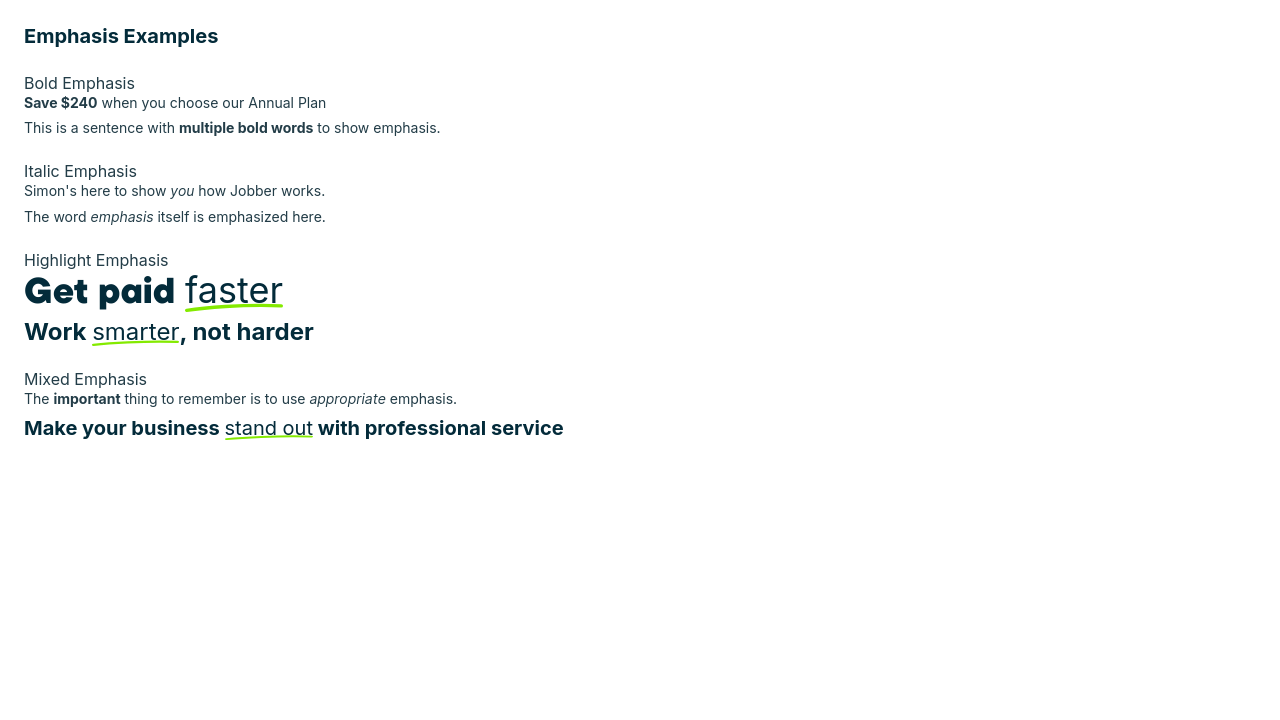 Emphasis Examples
Bold Emphasis
Save $240 when you choose our Annual Plan
This is a sentence with multiple bold words to show emphasis.
Italic Emphasis
Simon's here to show you how Jobber works.
The word emphasis itself is emphasized here.
Highlight Emphasis
Get paid faster
Work smarter, not harder
Mixed Emphasis
The important thing to remember is to use appropriate emphasis.
Make your business stand out with professional service